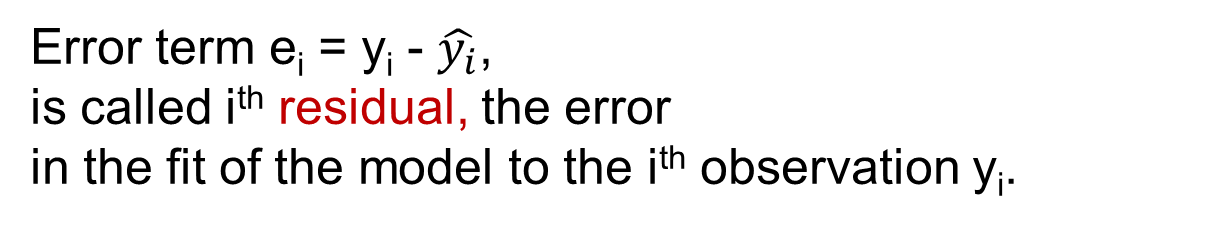 Error term eᵢ = yᵢ - ŷᵢ,
is called iᵗʰ residual, the error
in the fit of the model to the iᵗʰ observation yᵢ.